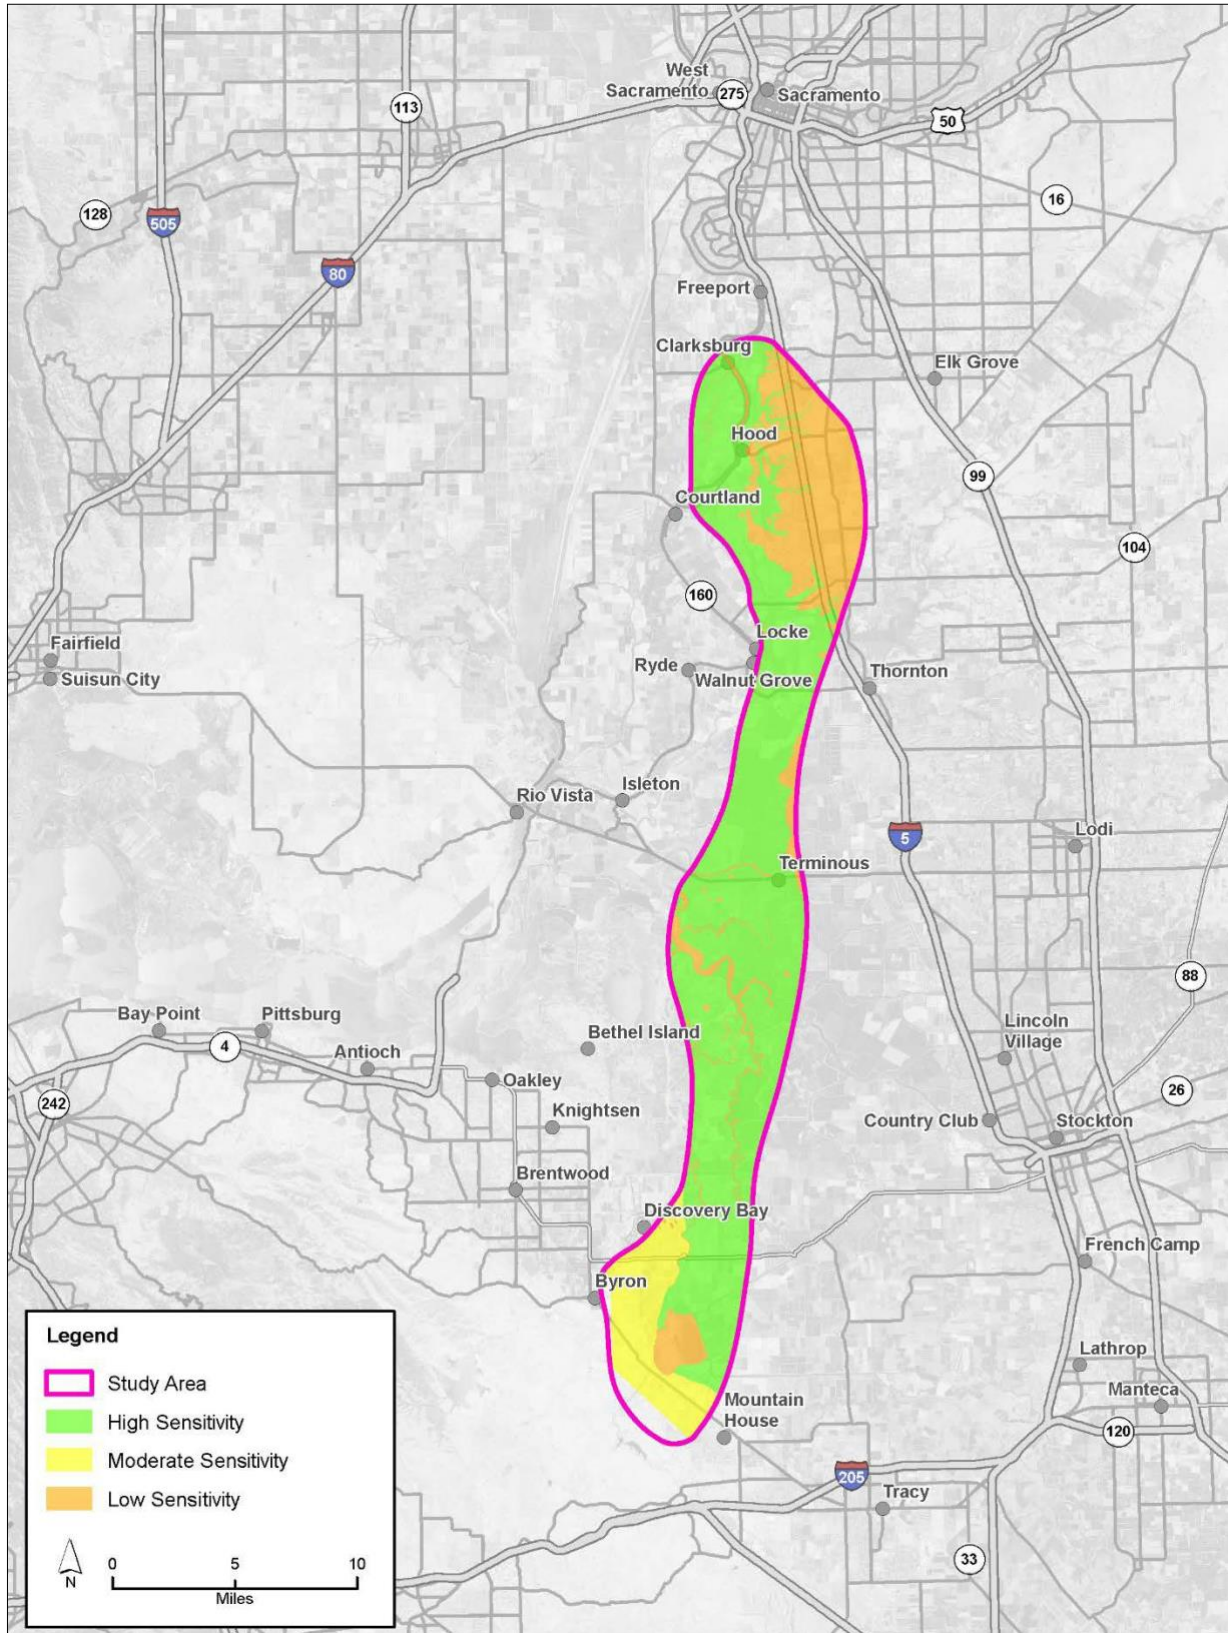 West
Sacramento
275
Sacramento
113
50
16
128
505
80
Freeport
Clarksburg
Elk Grove
Hood
99
Courtland
104
160
Locke
Fairfield
Ryde
Walnut Grove
Thornton
Suisun City
Isleton
Rio Vista
5
Lodi
Terminous
88
Bay Point
Pittsburg
Bethel Island
Lincoln
Village
4
Antioch
Oakley
26
242
Knightsen
Country Club
Stockton
Brentwood
Discovery Bay
French Camp
Byron
Legend
Study Area
High Sensitivity
Moderate Sensitivity
Low Sensitivity
N
0 5 10
Miles
Lathrop
Manteca
Mountain
House
120
205
Tracy
33